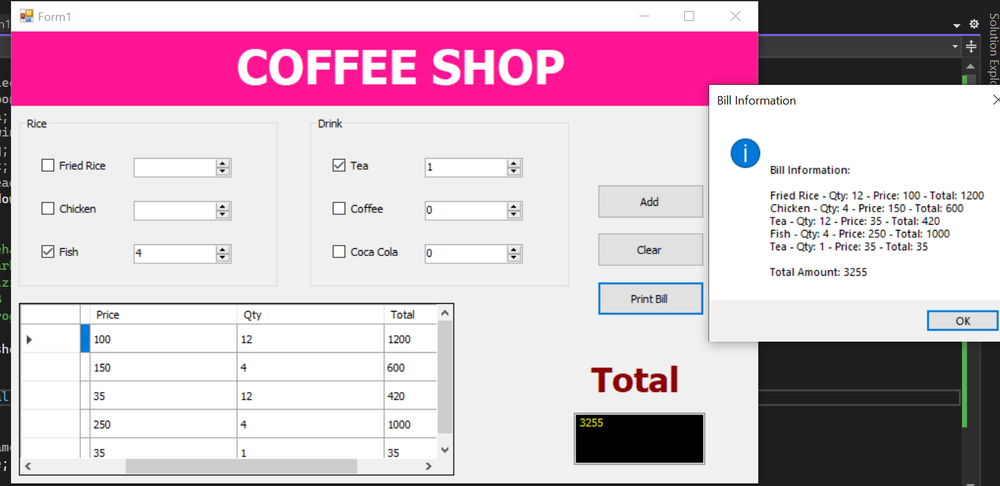 Form1
COFFEE SHOP
Rice
Fried Rice
Chicken
Fish 4
Drink
Tea 1
Coffee 0
Coca Cola 0
Add
Clear
Print Bill
Price Qty Total
100 12 1200
150 4 600
35 12 420
250 4 1000
35 1 35
Total
3255
Bill Information
Bill Information:
Fried Rice - Qty: 12 - Price: 100 - Total: 1200
Chicken - Qty: 4 - Price: 150 - Total: 600
Tea - Qty: 12 - Price: 35 - Total: 420
Fish - Qty: 4 - Price: 250 - Total: 1000
Tea - Qty: 1 - Price: 35 - Total: 35
Total Amount: 3255
OK
Solution Explo